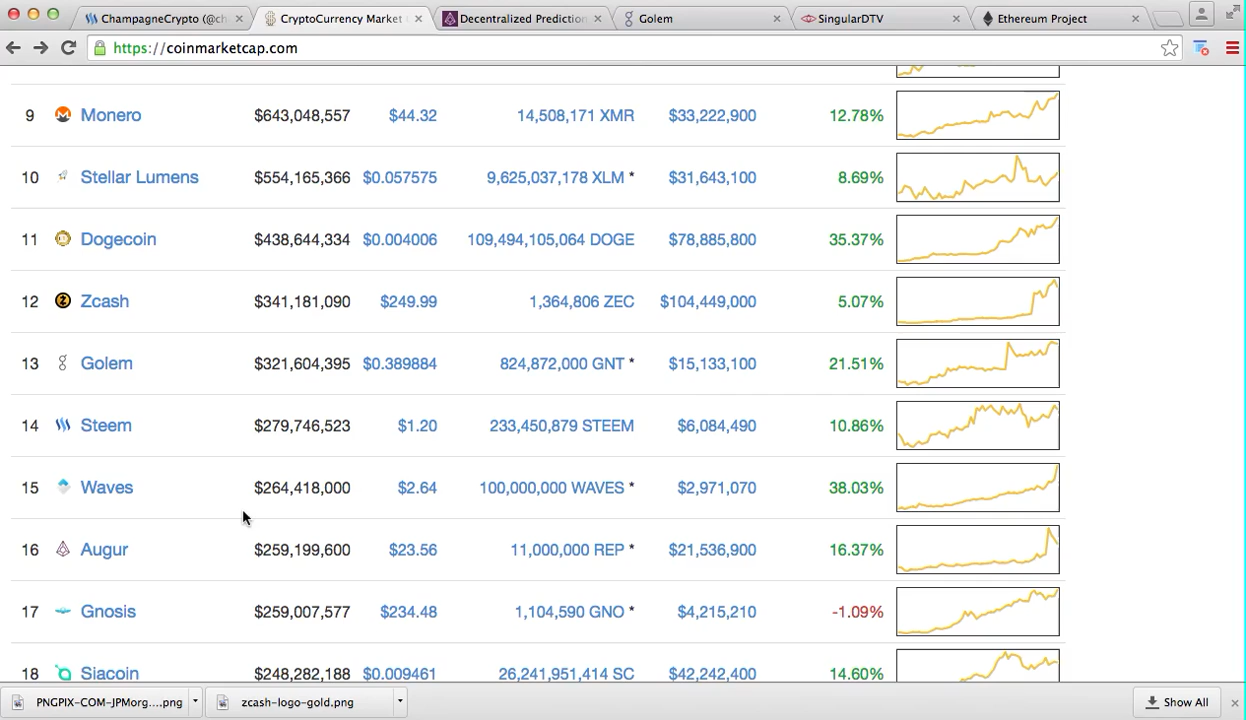 ChampagneCrypto (@ch
CryptoCurrency Market
Decentralized Prediction
Golem
SingularDTV
Ethereum Project
https://coinmarketcap.com
9 Monero $643,048,557 $44.32 14,508,171 XMR $33,222,900 12.78%
10 Stellar Lumens $554,165,366 $0.057575 9,625,037,178 XLM * $31,643,100 8.69%
11 Dogecoin $438,644,334 $0.004006 109,494,105,064 DOGE $78,885,800 35.37%
12 Zcash $341,181,090 $249.99 1,364,806 ZEC $104,449,000 5.07%
13 Golem $321,604,395 $0.389884 824,872,000 GNT * $15,133,100 21.51%
14 Steem $279,746,523 $1.20 233,450,879 STEEM $6,084,490 10.86%
15 Waves $264,418,000 $2.64 100,000,000 WAVES * $2,971,070 38.03%
16 Augur $259,199,600 $23.56 11,000,000 REP * $21,536,900 16.37%
17 Gnosis $259,007,577 $234.48 1,104,590 GNO * $4,215,210 -1.09%
18 Siacoin $248,282,188 $0.009461 26,241,951,414 SC $42,242,400 14.60%
PNGPIX-COM-JPMorg....png
zcash-logo-gold.png
Show All